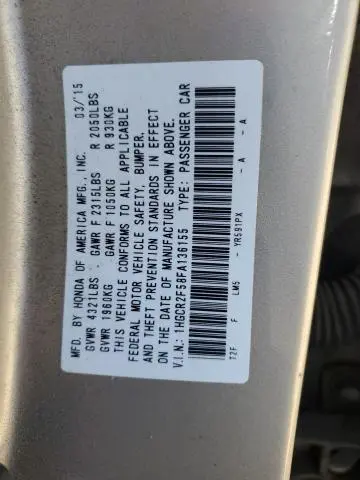 MFD. BY HONDA OF AMERICA MFG., INC. 03/15
GVWR 4321LBS GAWR F 2315LBS R 2050LBS
GVWR 1960KG GAWR F 1050KG R 930KG
THIS VEHICLE CONFORMS TO ALL APPLICABLE
FEDERAL MOTOR VEHICLE SAFETY, BUMPER,
AND THEFT PREVENTION STANDARDS IN EFFECT
ON THE DATE OF MANUFACTURE SHOWN ABOVE.
V.I.N.: 1HGCR2F58FA136155 TYPE: PASSENGER CAR
- YR591PX - A - A
T2F F LM5